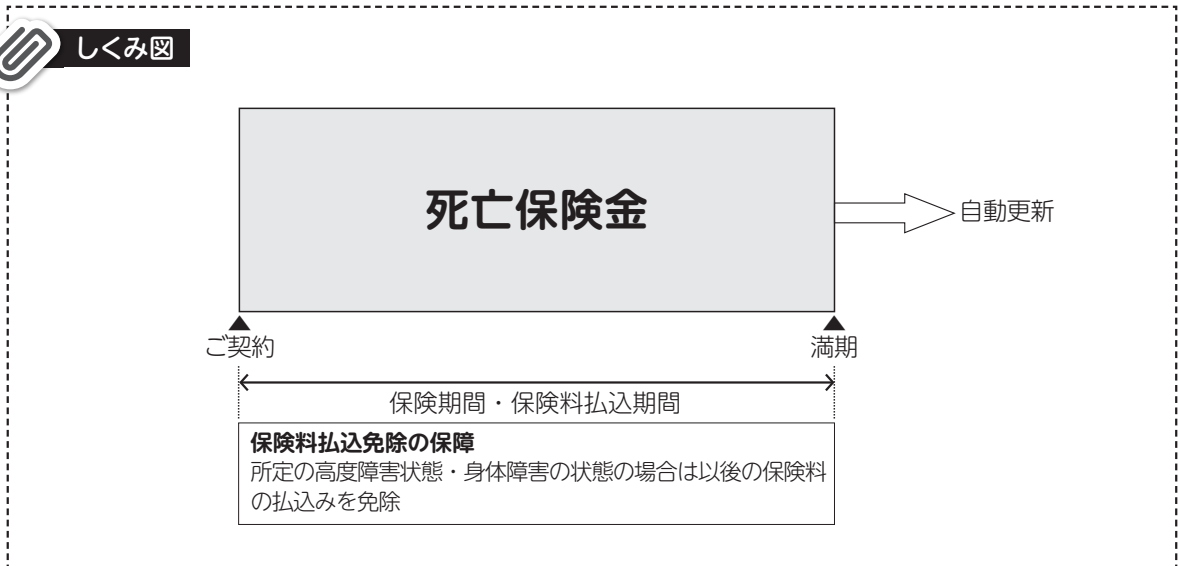 しくみ図
死亡保険金
自動更新
ご契約
満期
保険期間・保険料払込期間
保険料払込免除の保障
所定の高度障害状態・身体障害の状態の場合は以後の保険料
の払込みを免除